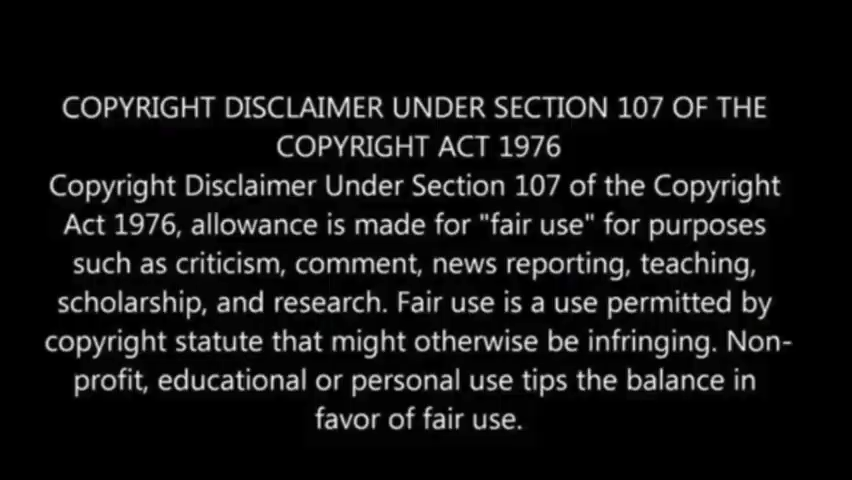 COPYRIGHT DISCLAIMER UNDER SECTION 107 OF THE
COPYRIGHT ACT 1976
Copyright Disclaimer Under Section 107 of the Copyright
Act 1976, allowance is made for "fair use" for purposes
such as criticism, comment, news reporting, teaching,
scholarship, and research. Fair use is a use permitted by
copyright statute that might otherwise be infringing. Non-
profit, educational or personal use tips the balance in
favor of fair use.